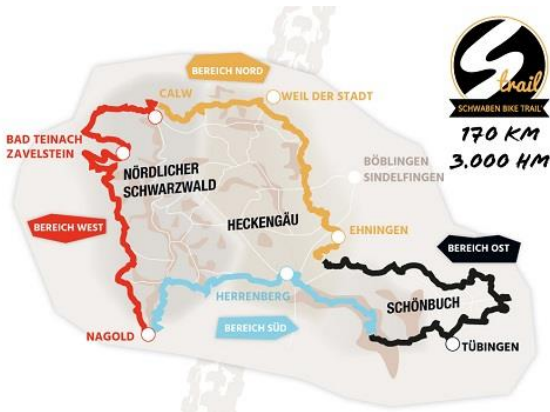 BEREICH NORD
trail
SCHWABEN BIKE TRAIL
170 KM
3.000 HM
CALW
WEIL DER STADT
BAD TEINACH
ZAVELSTEIN
NÖRDLICHER
SCHWARZWALD
BÖBLINGEN
SINDELFINGEN
BEREICH WEST
HECKENGÄU
EHNINGEN
BEREICH OST
HERRENBERG
SCHÖNBUCH
BEREICH SÜD
NAGOLD
TÜBINGEN